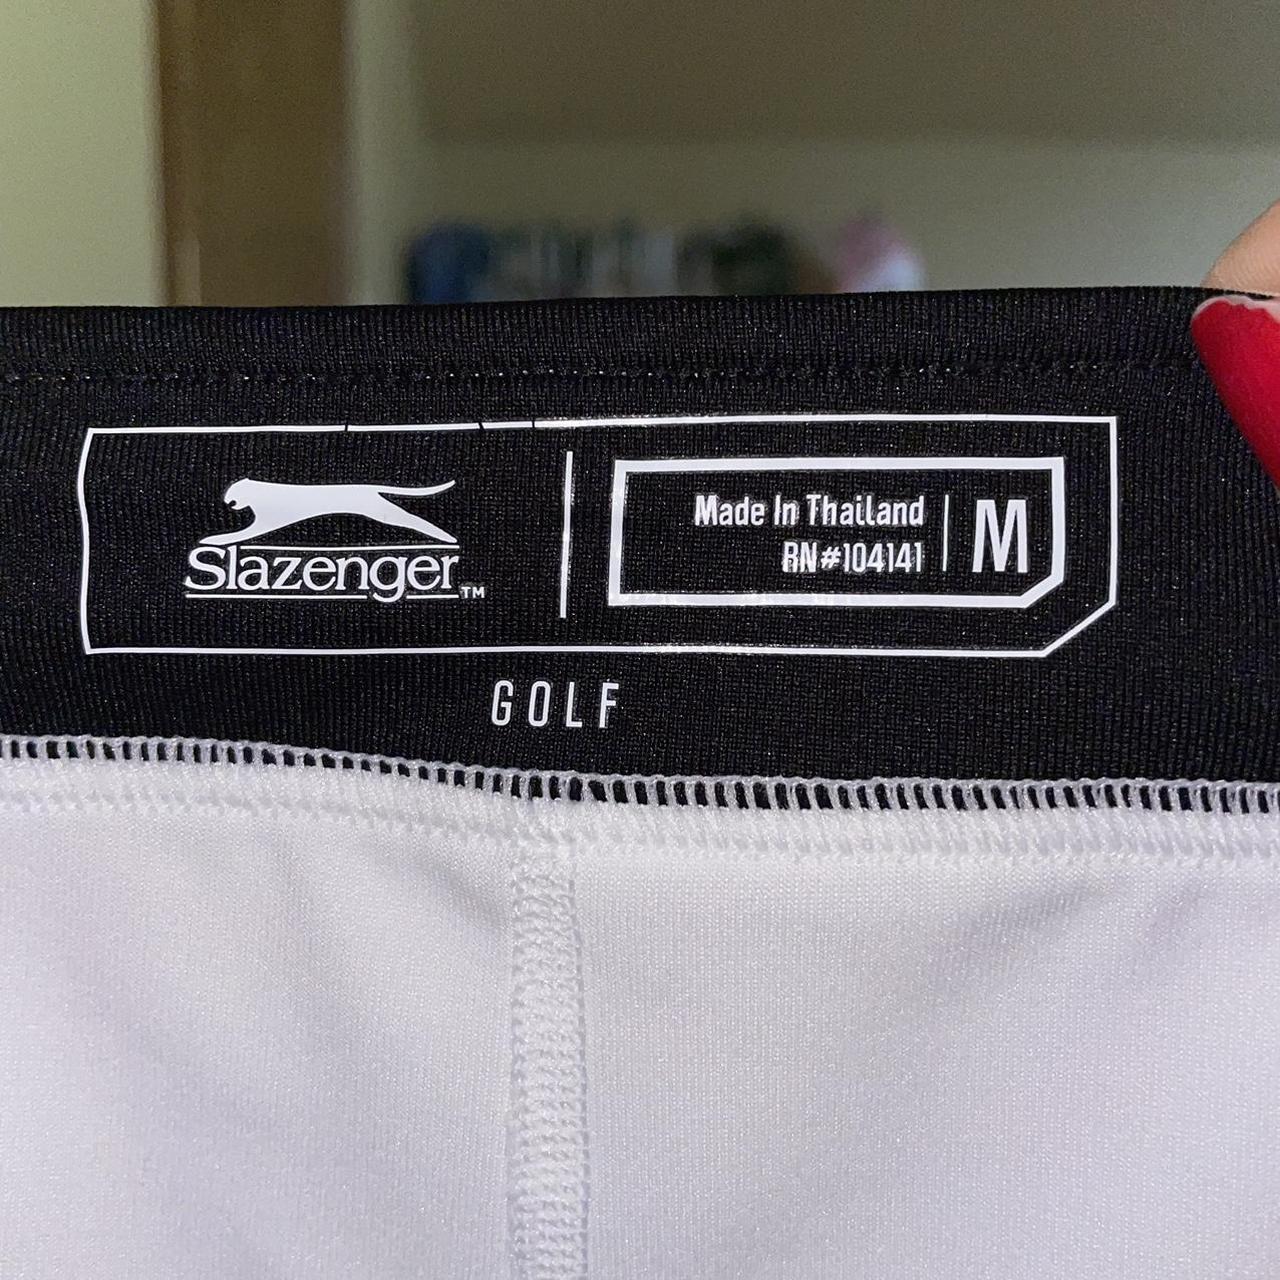 Slazenger™
Made In Thailand
RN#104141
M
GOLF